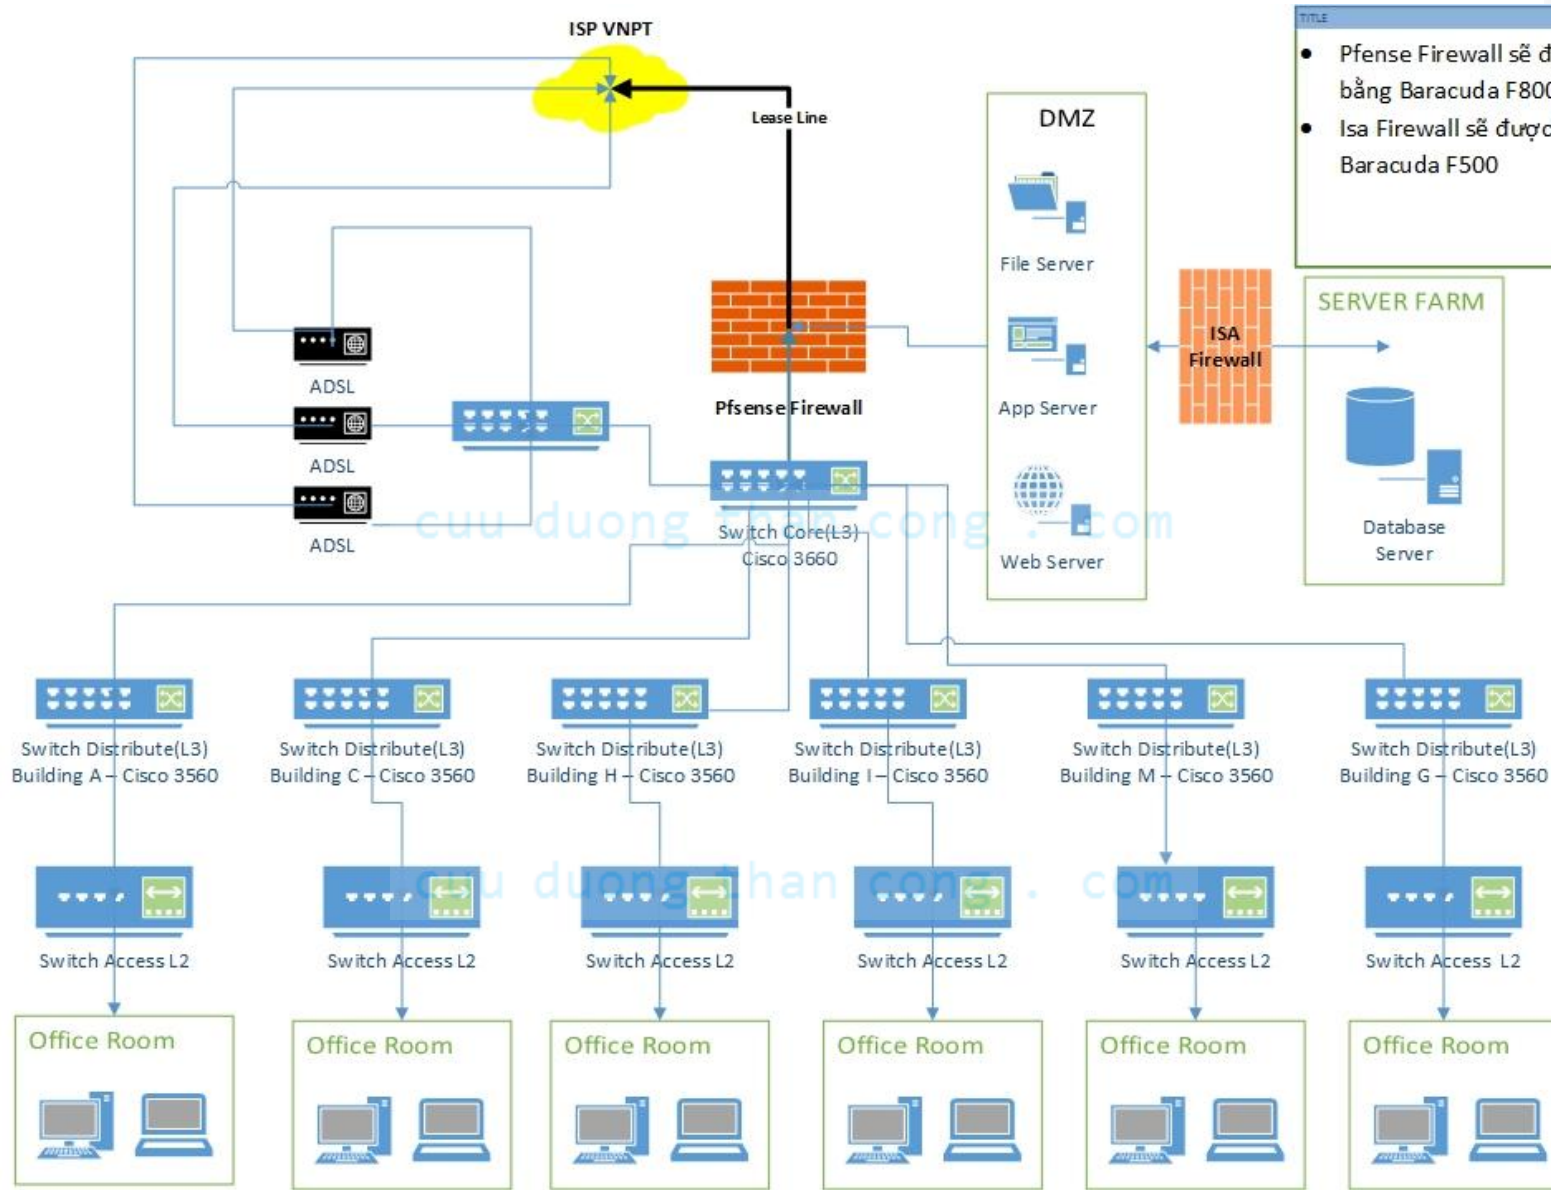 ISP VNPT
Lease Line
TITLE
Pfense Firewall sẽ
bằng Baracuda F800
Isa Firewall sẽ được
Baracuda F500
DMZ
File Server
App Server
Web Server
ISA
Firewall
SERVER FARM
Database
Server
ADSL
ADSL
ADSL
Pfsense Firewall
cuu duong than cong . com
Switch Core(L3)
Cisco 3660
Switch Distribute(L3)
Building A – Cisco 3560
Switch Distribute(L3)
Building C – Cisco 3560
Switch Distribute(L3)
Building H – Cisco 3560
Switch Distribute(L3)
Building I – Cisco 3560
Switch Distribute(L3)
Building M – Cisco 3560
Switch Distribute(L3)
Building G – Cisco 3560
cuu duong than cong . com
Switch Access L2
Switch Access L2
Switch Access L2
Switch Access L2
Switch Access L2
Switch Access L2
Office Room
Office Room
Office Room
Office Room
Office Room
Office Room